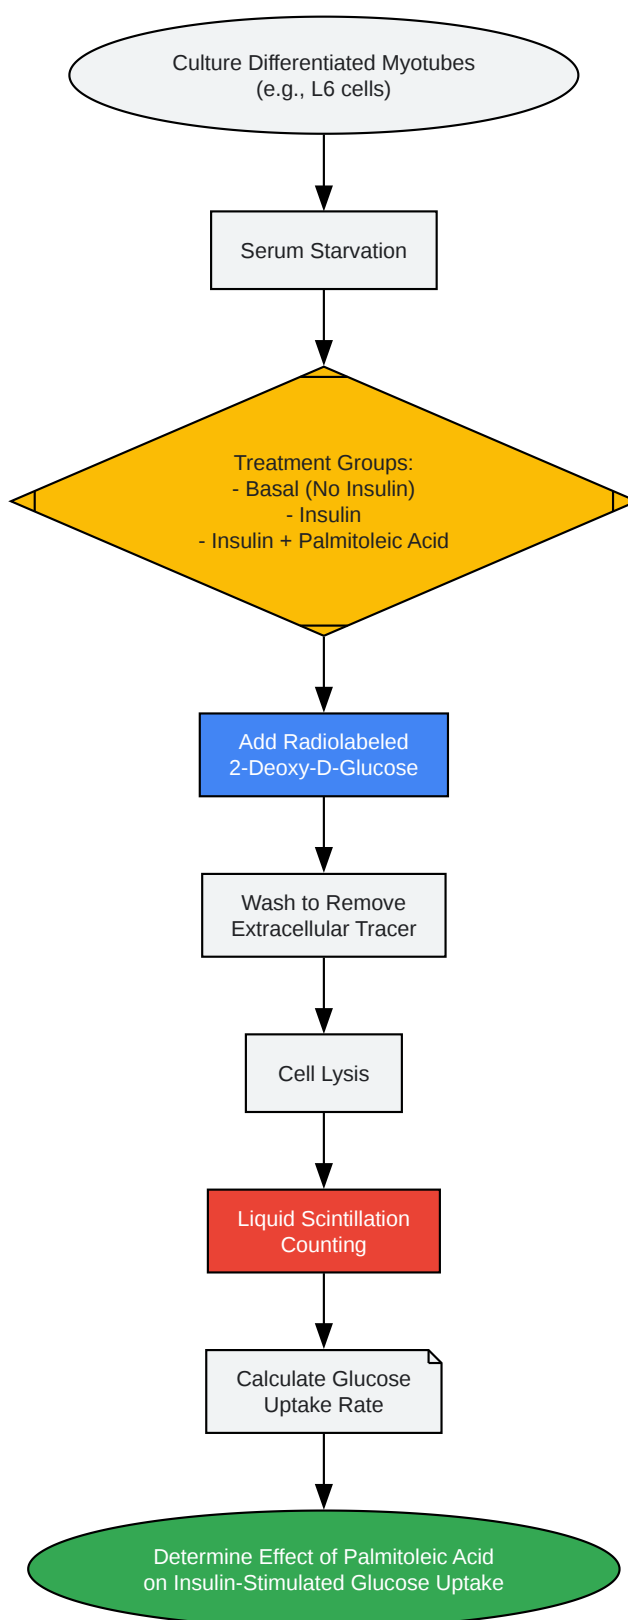 Culture Differentiated Myotubes
(e.g., L6 cells)
Serum Starvation
Treatment Groups:
- Basal (No Insulin)
- Insulin
- Insulin + Palmitoleic Acid
Add Radiolabeled
2-Deoxy-D-Glucose
Wash to Remove
Extracellular Tracer
Cell Lysis
Liquid Scintillation
Counting
Calculate Glucose
Uptake Rate
Determine Effect of Palmitoleic Acid
on Insulin-Stimulated Glucose Uptake